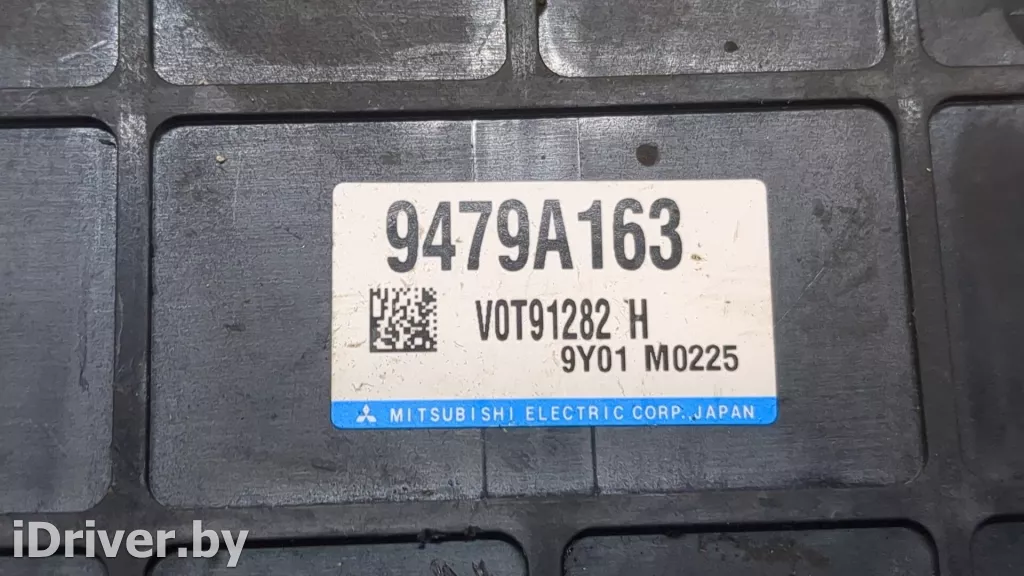 9479A163
V0T91282 H
9Y01 M0225
MITSUBISHI ELECTRIC CORP., JAPAN
iDriver.by